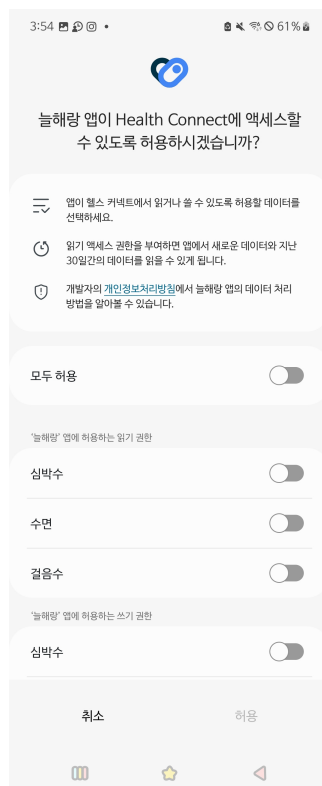 3:54
61%
늘해랑 앱이 Health Connect에 액세스할
수 있도록 허용하시겠습니까?
앱이 헬스 커넥트에서 읽거나 쓸 수 있도록 허용할 데이터를
선택하세요.
읽기 액세스 권한을 부여하면 앱에서 새로운 데이터와 지난
30일간의 데이터를 읽을 수 있게 됩니다.
개발자의 개인정보처리방침에서 늘해랑 앱의 데이터 처리
방법을 알아볼 수 있습니다.
모두 허용
'늘해랑' 앱에 허용하는 읽기 권한
심박수
수면
걸음수
'늘해랑' 앱에 허용하는 쓰기 권한
심박수
취소
허용